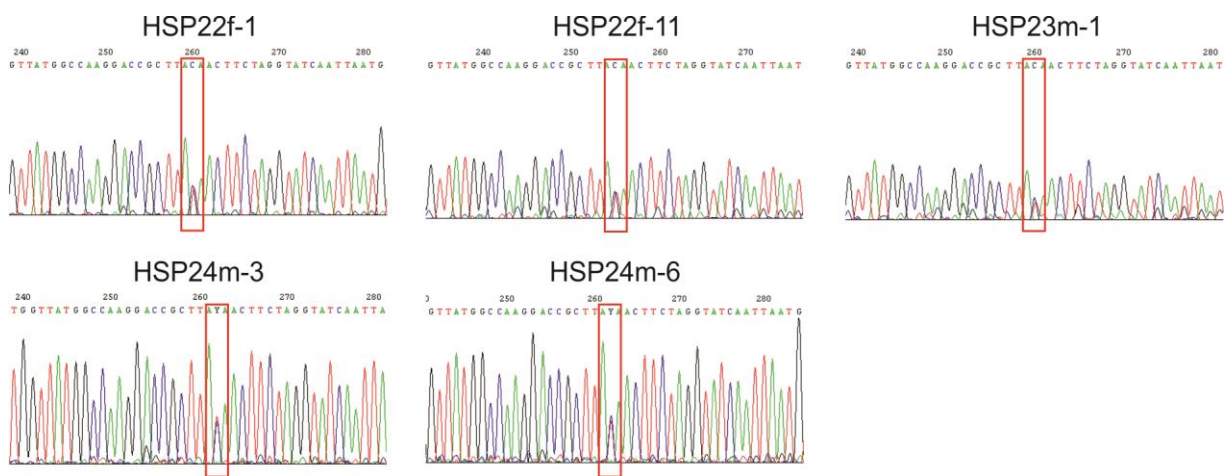 HSP22f-1
240 250 260 270 280
GTTATGGCCAAGGACCGCTTACAACTTCTAGGTATCAATTAATG
HSP22f-11
240 250 260 270
GTTATGGCCAAGGACCGCTTACAACTTCTAGGTATCAATTAAT
HSP23m-1
240 250 260 270 280
GTTATGGCCAAGGACCGCTTACAACTTCTAGGTATCAATTAAT
HSP24m-3
240 250 260 270 280
TGGTTATGGCCAAGGACCGCTTAYAACTTCTAGGTATCAATTA
HSP24m-6
250 260 270 280
GTTATGGCCAAGGACCGCTTAYAACTTCTAGGTATCAATTAATG